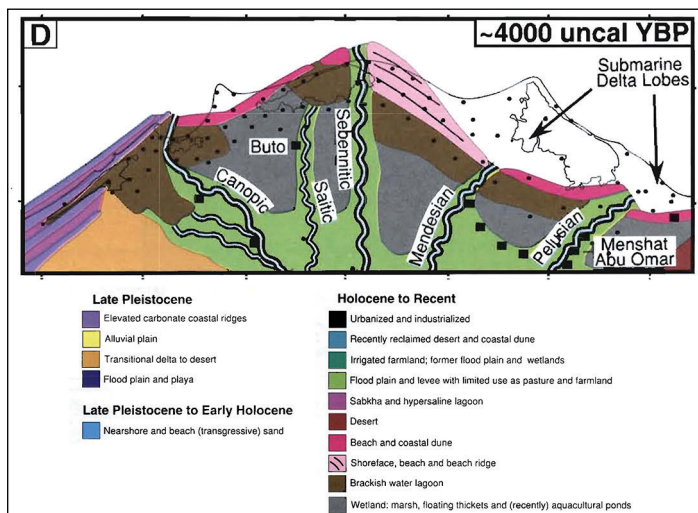 D
~4000 uncal YBP
Submarine
Delta Lobes
Buto
Canopic
Saitic
Sebennitic
Mendesian
Pelusian
Menshat
Abu Omar
Late Pleistocene
Elevated carbonate coastal ridges
Alluvial plain
Transitional delta to desert
Flood plain and playa
Late Pleistocene to Early Holocene
Nearshore and beach (transgressive) sand
Holocene to Recent
Urbanized and industrialized
Recently reclaimed desert and coastal dune
Irrigated farmland; former flood plain and wetlands
Flood plain and levee with limited use as pasture and farmland
Sabkha and hypersaline lagoon
Desert
Beach and coastal dune
Shoreface, beach and beach ridge
Brackish water lagoon
Wetland: marsh, floating thickets and (recently) aquacultural ponds